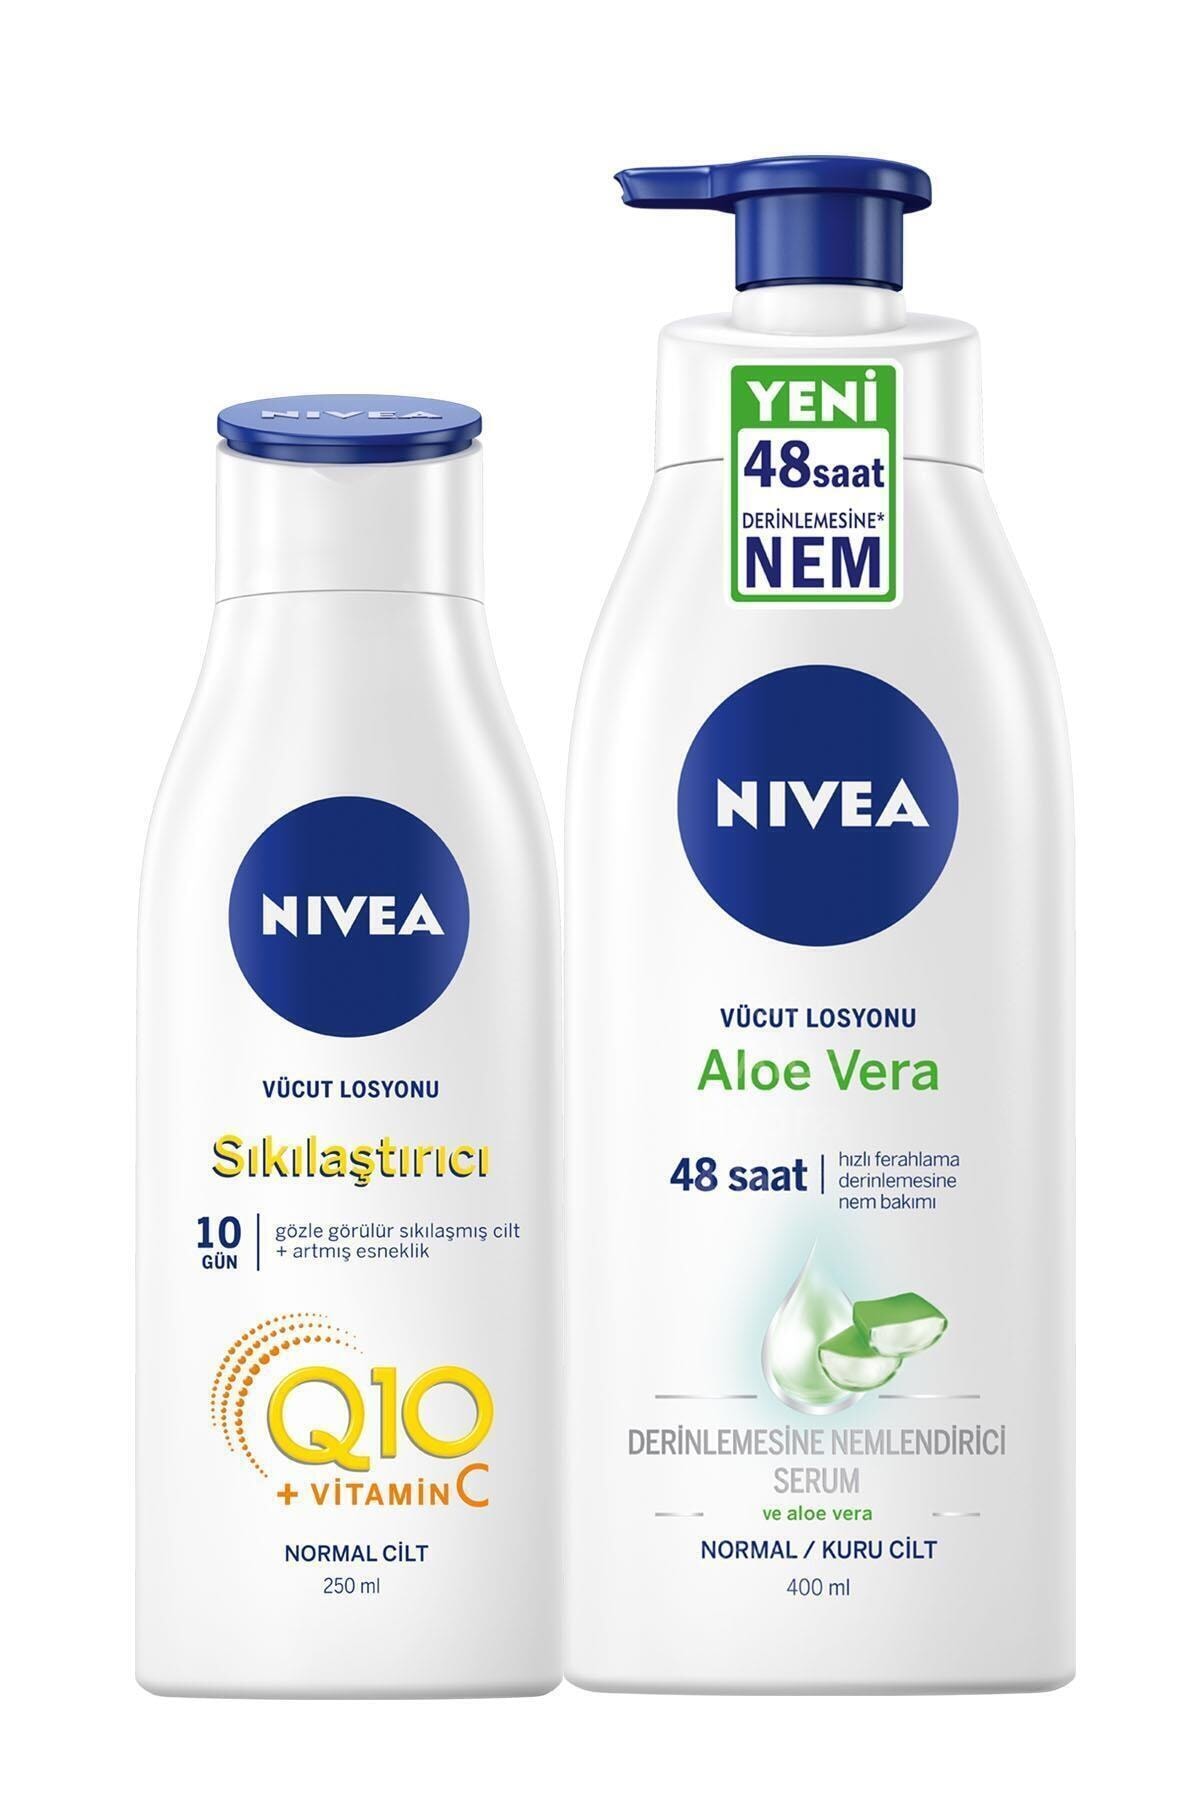 NIVEA
NIVEA
VÜCUT LOSYONU
Sıkılaştırıcı
10
GÜN
gözle görülür sıkılaşmış cilt
+ artmış esneklik
Q10
+ VİTAMİN C
NORMAL CİLT
250 ml
YENİ
48 saat
DERİNLEMESİNE*
NEM
NIVEA
VÜCUT LOSYONU
Aloe Vera
48 saat
hızlı ferahlama
derinlemesine
nem bakımı
DERİNLEMESİNE NEMLENDİRİCİ
SERUM
ve aloe vera
NORMAL / KURU CİLT
400 ml